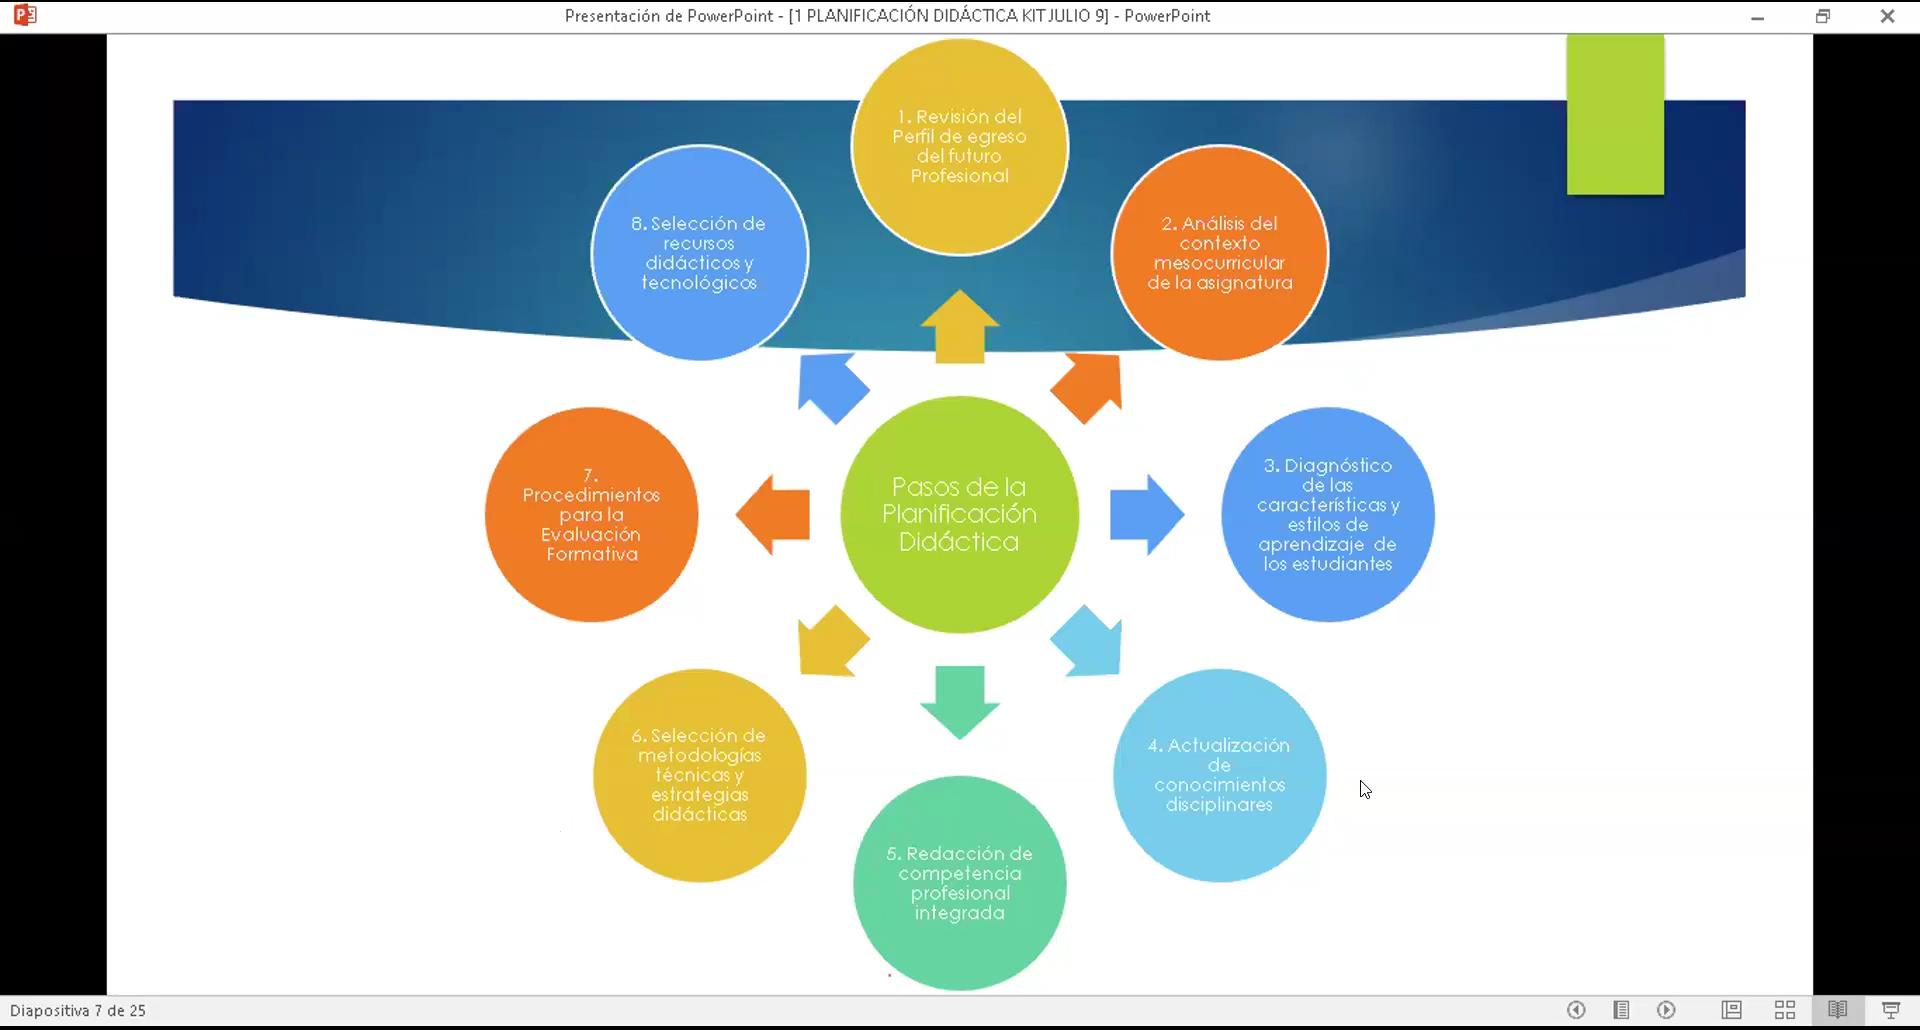 Presentación de PowerPoint - [1 PLANIFICACIÓN DIDÁCTICA KIT JULIO 9] - PowerPoint
1. Revisión del
Perfil de egreso
del futuro
Profesional
2. Análisis del
contexto
mesocurricular
de la asignatura
3. Diagnóstico
de las
características y
estilos de
aprendizaje de
los estudiantes
4. Actualización
de
conocimientos
disciplinares
5. Redacción de
competencia
profesional
integrada
6. Selección de
metodologías
técnicas y
estrategias
didácticas
7.
Procedimientos
para la
Evaluación
Formativa
8. Selección de
recursos
didácticos y
tecnológicos
Pasos de la
Planificación
Didáctica
Diapositiva 7 de 25